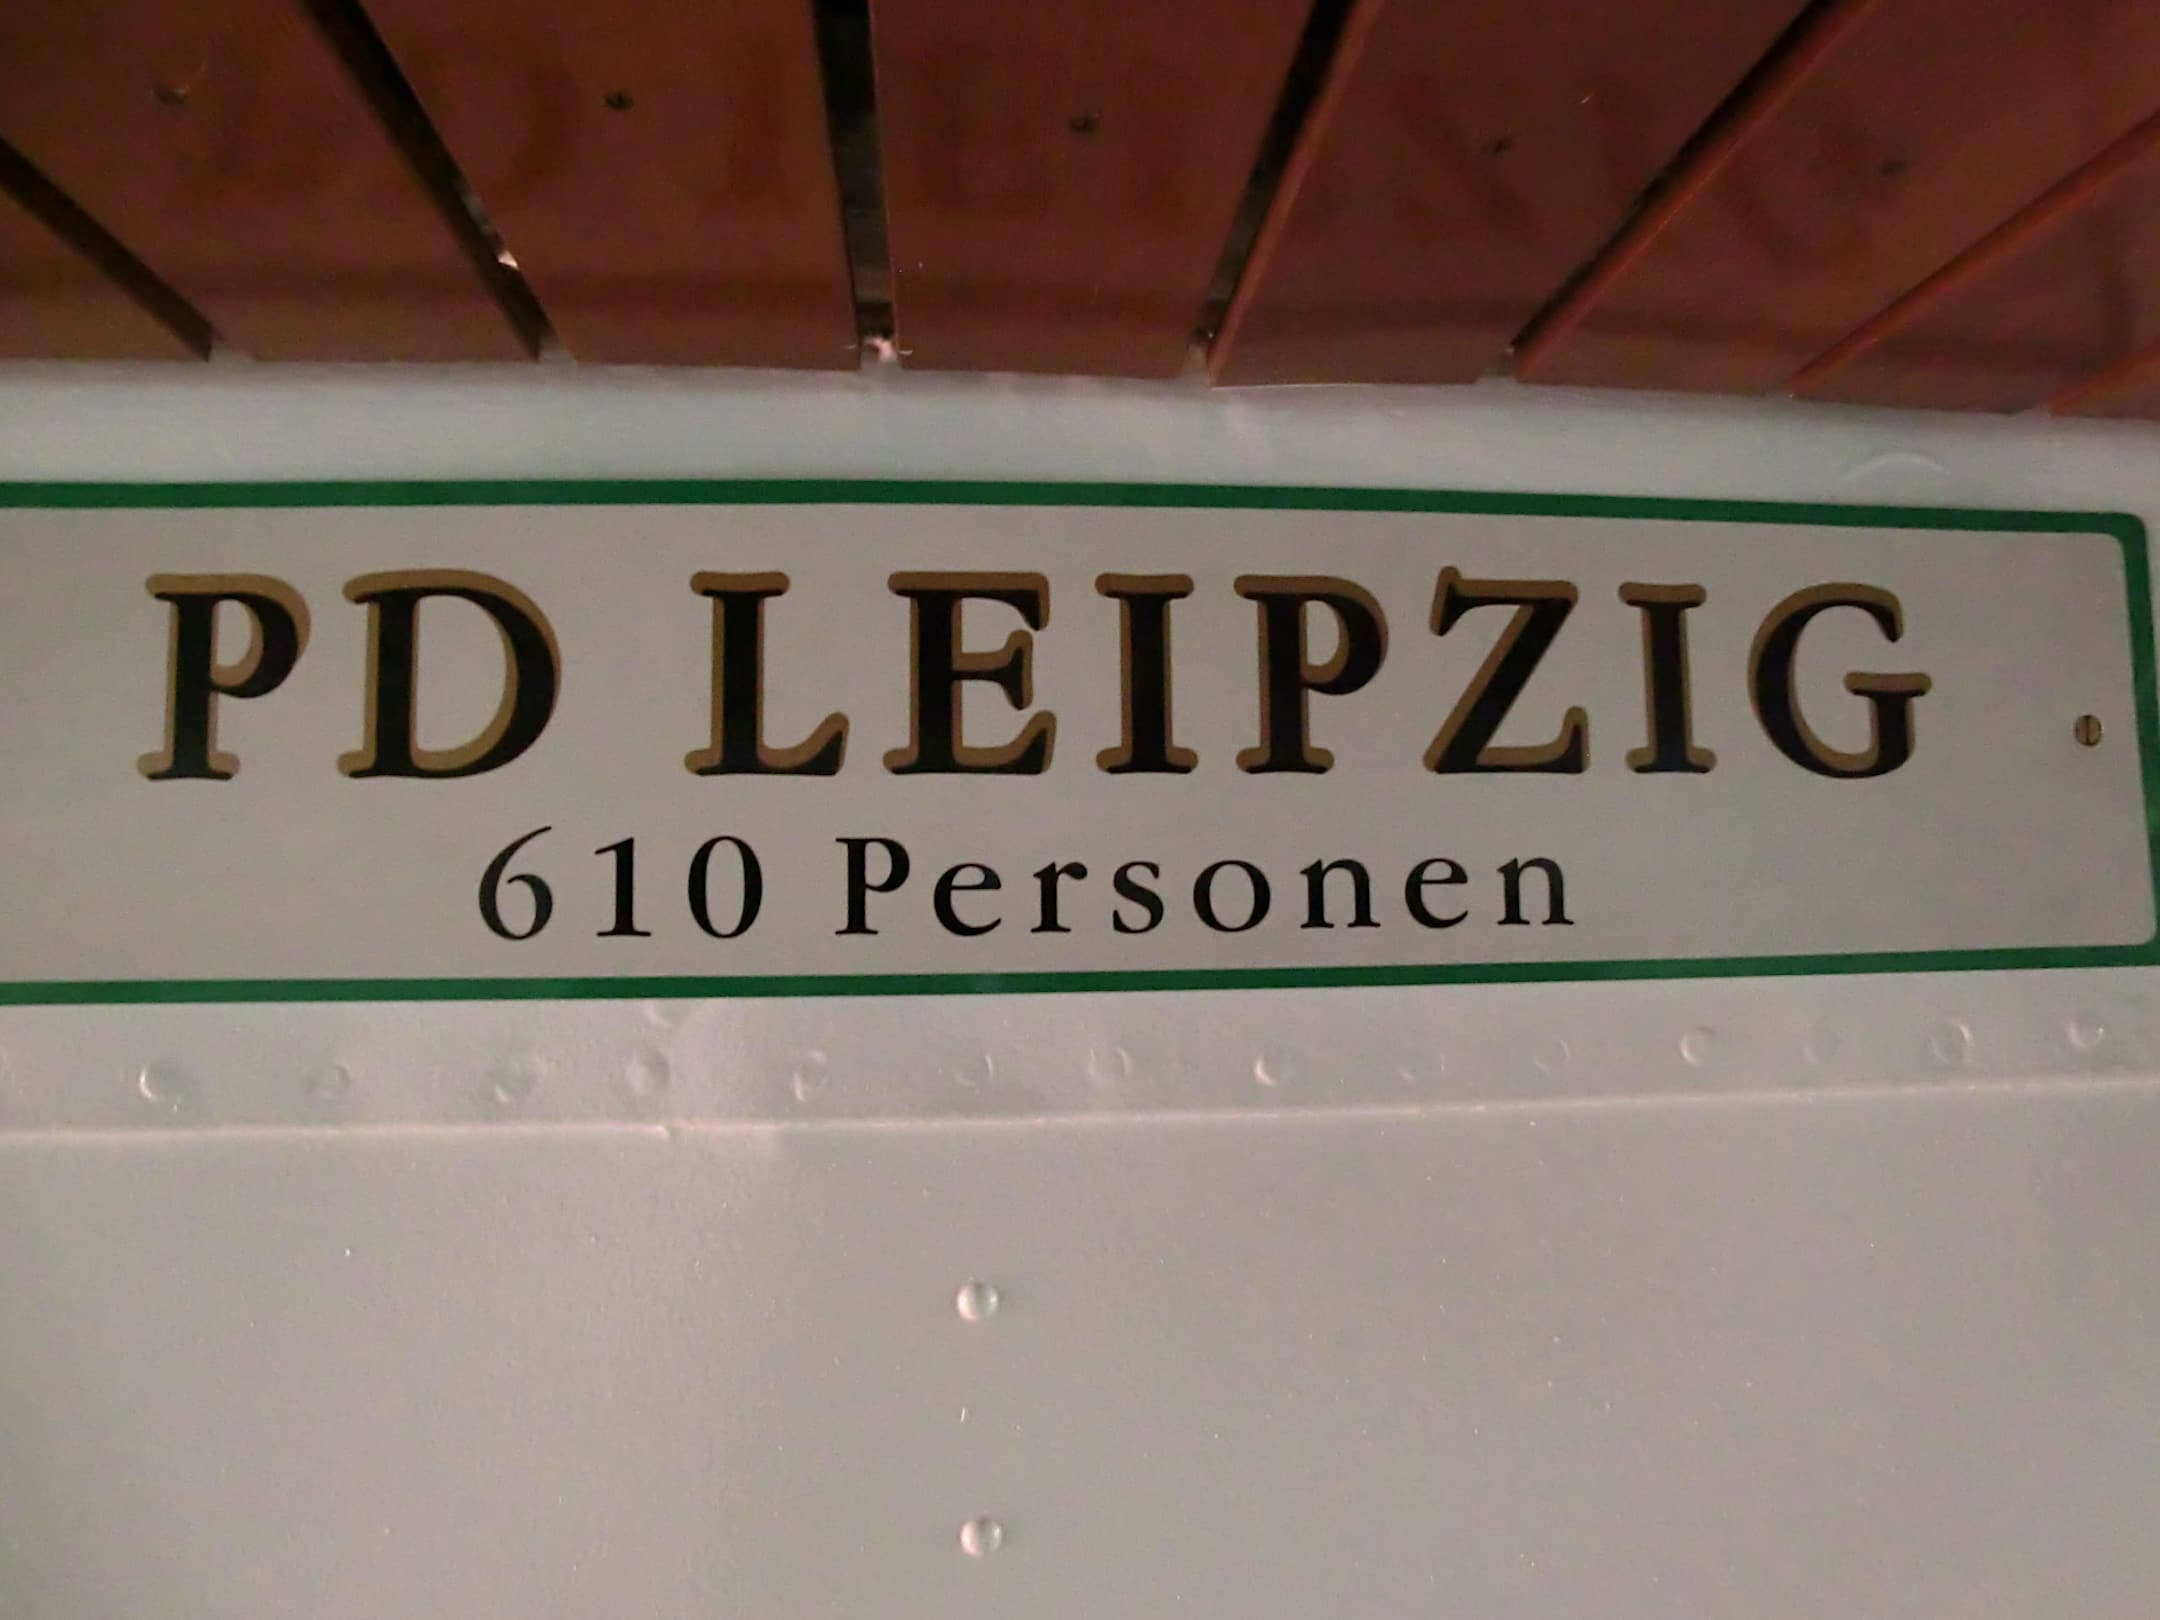 PD LEIPZIG
610 Personen